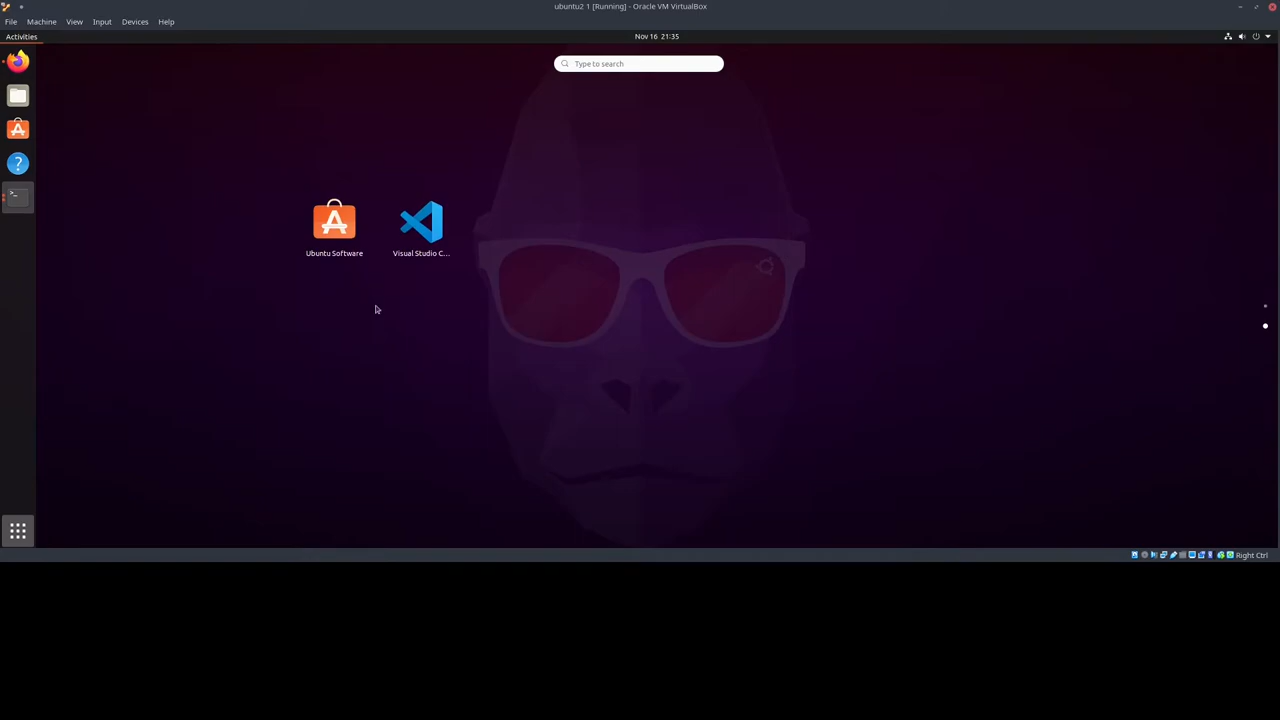 ubuntu2 1 [Running] - Oracle VM VirtualBox
File Machine View Input Devices Help
Activities
Nov 16 21:35
Type to search
Ubuntu Software
Visual Studio C...
Right Ctrl